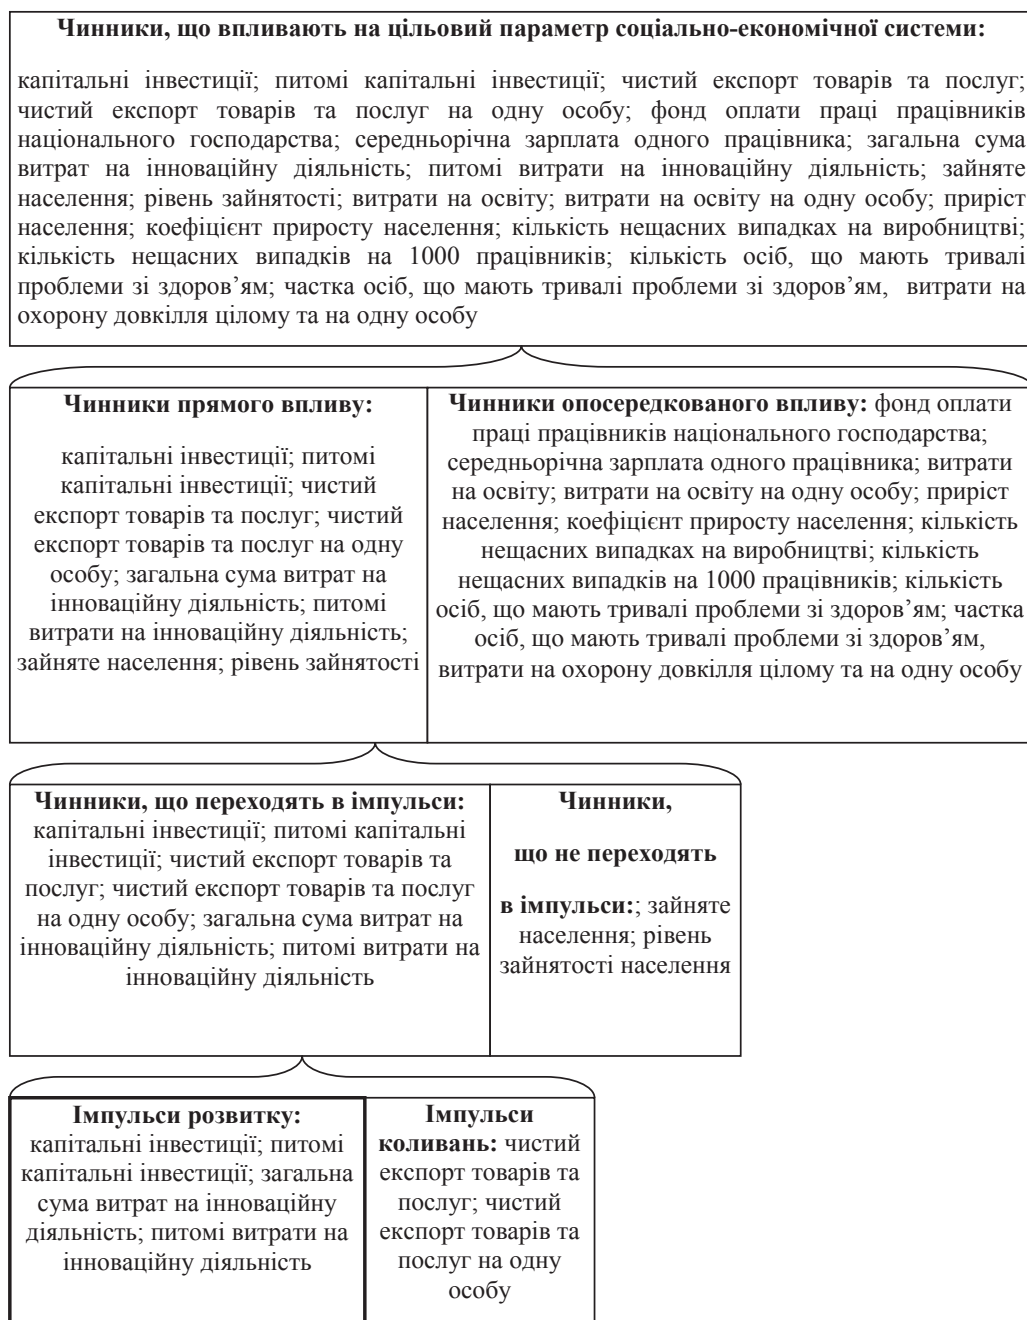 Чинники, що впливають на цільовий параметр соціально-економічної системи:
капітальні інвестиції; питомі капітальні інвестиції; чистий експорт товарів та послуг;
чистий експорт товарів та послуг на одну особу; фонд оплати праці працівників
національного господарства; середньорічна зарплата одного працівника; загальна сума
витрат на інноваційну діяльність; питомі витрати на інноваційну діяльність; зайняте
населення; рівень зайнятості; витрати на освіту; витрати на освіту на одну особу; приріст
населення; коефіцієнт приросту населення; кількість нещасних випадках на виробництві;
кількість нещасних випадків на 1000 працівників; кількість осіб, що мають тривалі
проблеми зі здоров’ям; частка осіб, що мають тривалі проблеми зі здоров’ям, витрати на
охорону довкілля цілому та на одну особу
Чинники прямого впливу:
капітальні інвестиції; питомі
капітальні інвестиції; чистий
експорт товарів та послуг; чистий
експорт товарів та послуг на одну
особу; загальна сума витрат на
інноваційну діяльність; питомі
витрати на інноваційну діяльність;
зайняте населення; рівень зайнятості
Чинники опосередкованого впливу: фонд оплати
праці працівників національного господарства;
середньорічна зарплата одного працівника; витрати
на освіту; витрати на освіту на одну особу; приріст
населення; коефіцієнт приросту населення; кількість
нещасних випадках на виробництві; кількість
нещасних випадків на 1000 працівників; кількість
осіб, що мають тривалі проблеми зі здоров’ям; частка
осіб, що мають тривалі проблеми зі здоров’ям,
витрати на охорону довкілля цілому та на одну особу
Чинники, що переходять в імпульси:
капітальні інвестиції; питомі капітальні
інвестиції; чистий експорт товарів та
послуг; чистий експорт товарів та послуг
на одну особу; загальна сума витрат на
інноваційну діяльність; питомі витрати на
інноваційну діяльність
Чинники,
що не переходять
в імпульси:; зайняте
населення; рівень
зайнятості населення
Імпульси розвитку:
капітальні інвестиції; питомі
капітальні інвестиції; загальна
сума витрат на інноваційну
діяльність; питомі витрати на
інноваційну діяльність
Імпульси
коливань: чистий
експорт товарів та
послуг; чистий
експорт товарів та
послуг на одну
особу